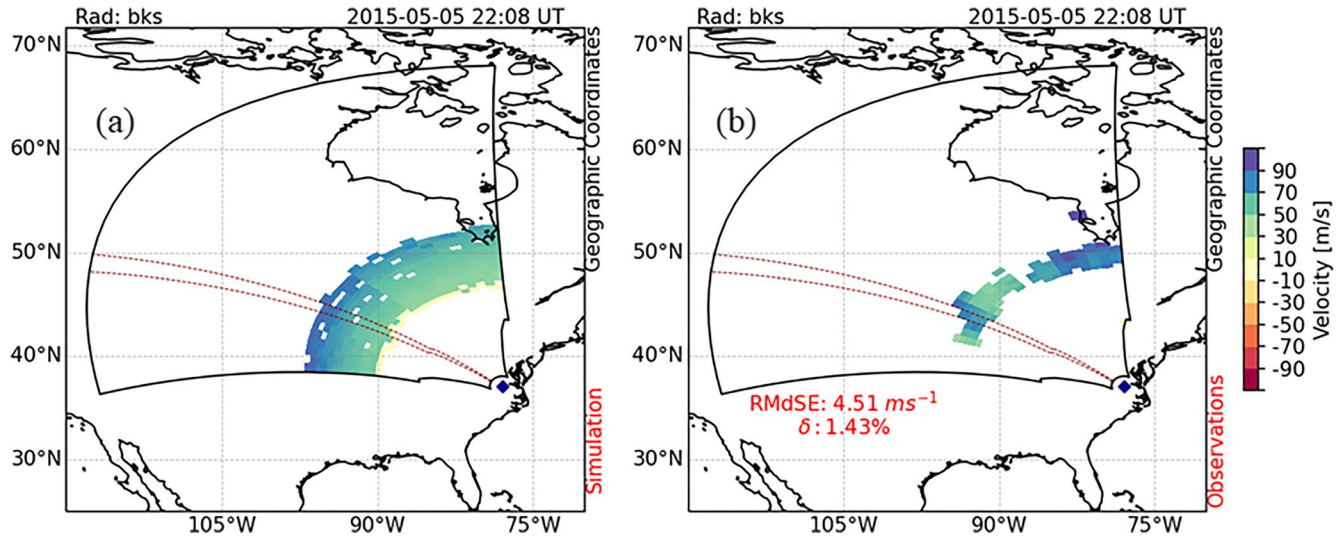 Rad: bks
2015-05-05 22:08 UT
(a)
70°N
60°N
50°N
40°N
30°N
105°W
90°W
75°W
Geographic Coordinates
Simulation
Rad: bks
2015-05-05 22:08 UT
(b)
70°N
60°N
50°N
40°N
30°N
105°W
90°W
75°W
RMdSE: 4.51 ms⁻¹
δ: 1.43%
Geographic Coordinates
Observations
90
70
50
30
10
-10
-30
-50
-70
-90
Velocity [m/s]